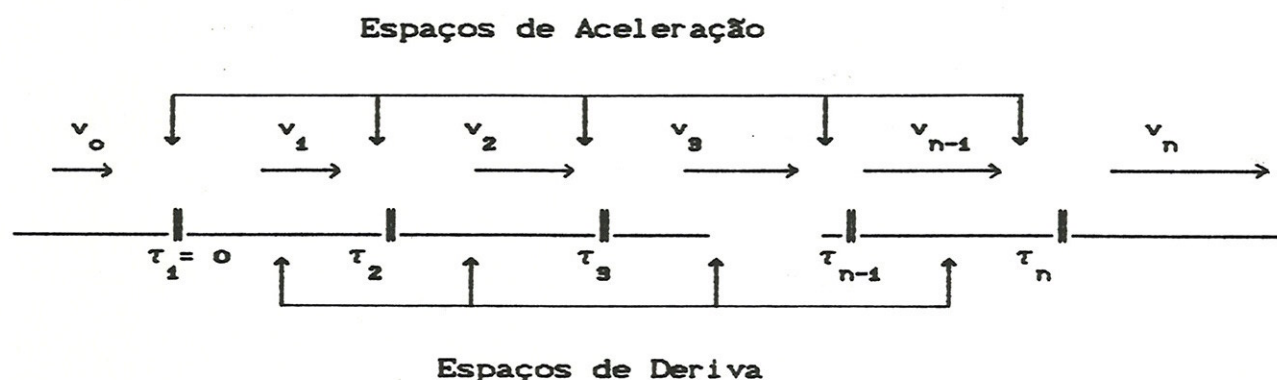 Espaços de Aceleração
v₀ v₁ v₂ v₃ vₙ₋₁ vₙ
τ₁= 0 τ₂ τ₃ τₙ₋₁ τₙ
Espaços de Deriva